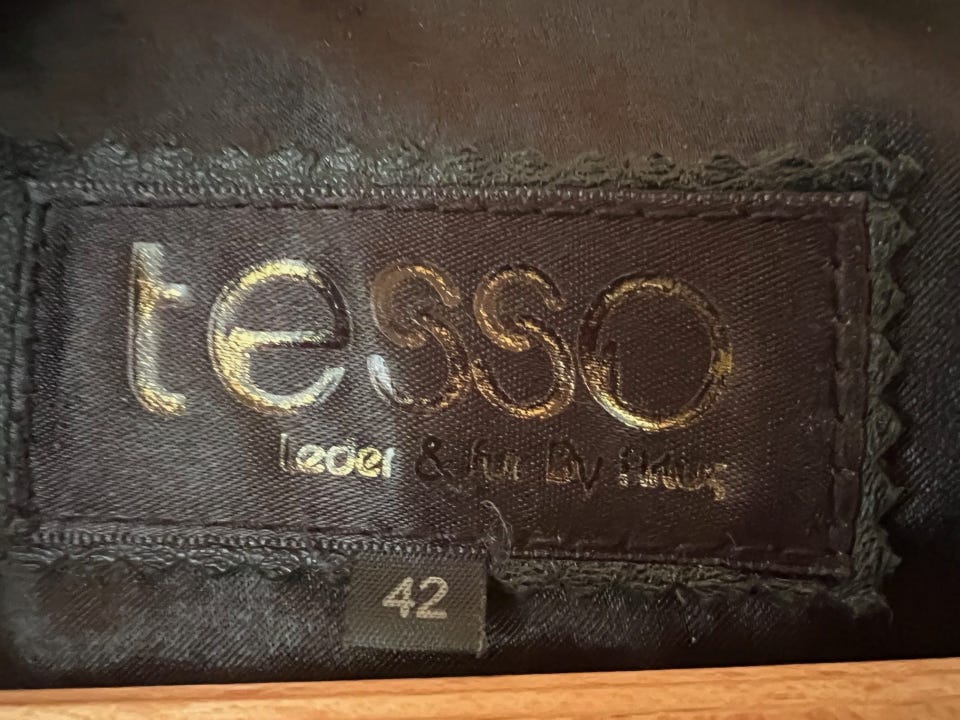 tesso
Leder & fur By
42